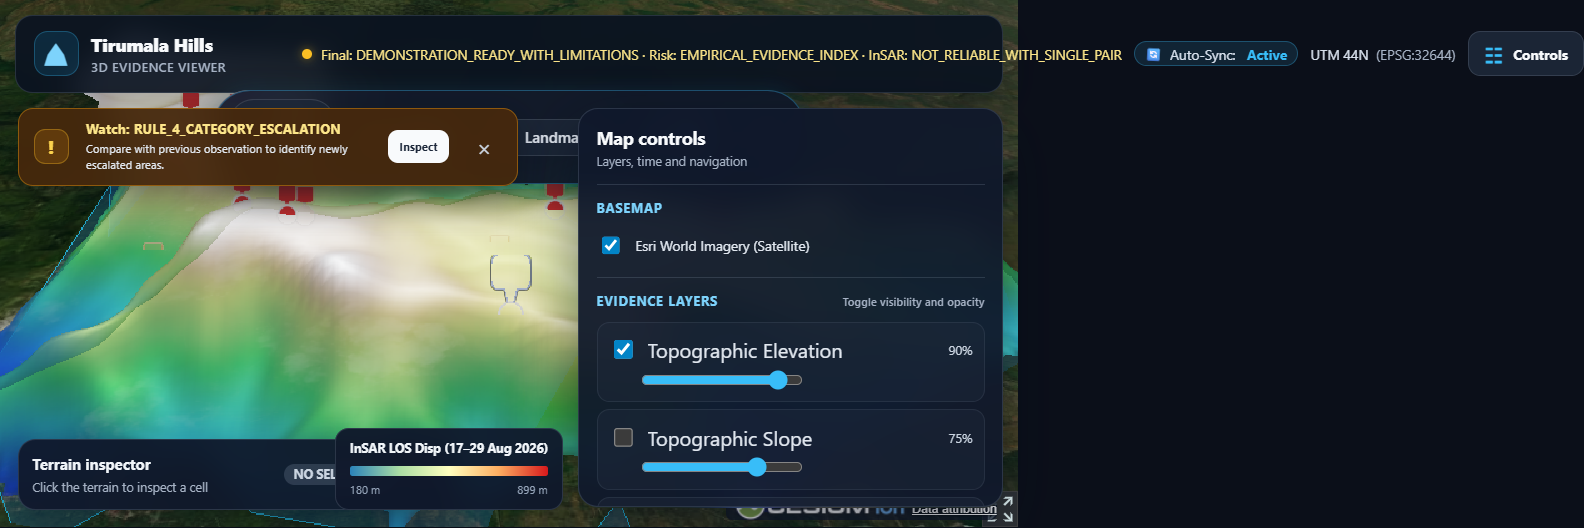 Tirumala Hills
3D EVIDENCE VIEWER
Final: DEMONSTRATION_READY_WITH_LIMITATIONS · Risk: EMPIRICAL_EVIDENCE_INDEX · InSAR: NOT_RELIABLE_WITH_SINGLE_PAIR
Auto-Sync: Active
UTM 44N (EPSG:32644)
Controls
! Watch: RULE_4_CATEGORY_ESCALATION
Compare with previous observation to identify newly
escalated areas.
Inspect
×
Landma
Map controls
Layers, time and navigation
BASEMAP
Esri World Imagery (Satellite)
EVIDENCE LAYERS
Toggle visibility and opacity
Topographic Elevation 90%
Topographic Slope 75%
Terrain inspector
Click the terrain to inspect a cell
NO SEL
InSAR LOS Disp (17–29 Aug 2026)
180 m 899 m
CESIUM ion Data attribution